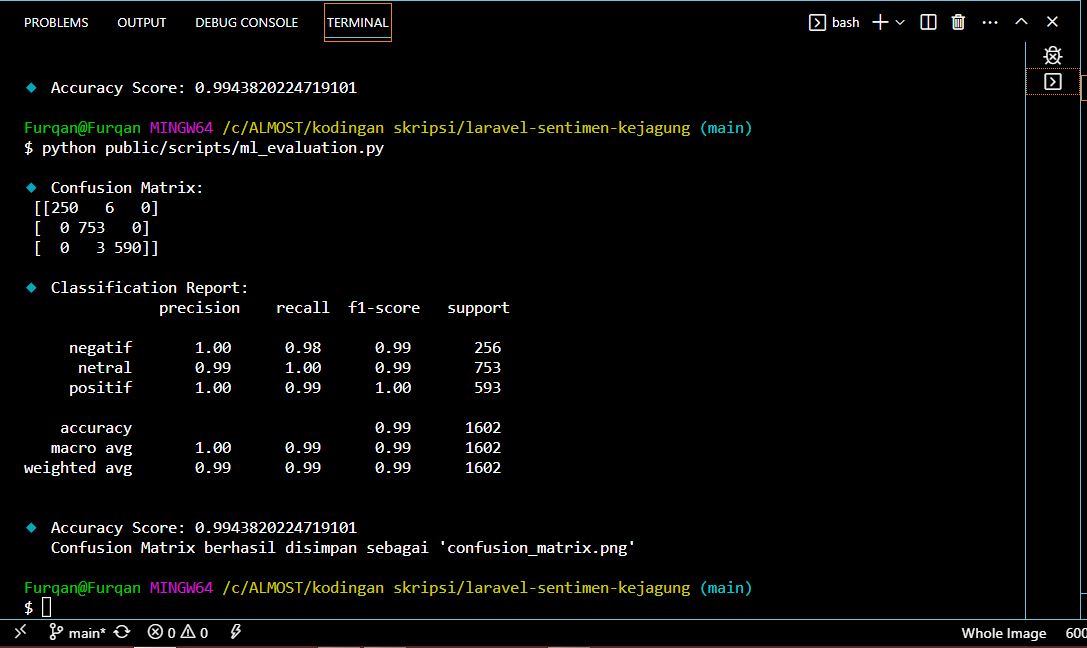 PROBLEMS OUTPUT DEBUG CONSOLE TERMINAL bash
Accuracy Score: 0.9943820224719101
Furqan@Furqan MINGW64 /c/ALMOST/kodingan skripsi/laravel-sentimen-kejagung (main)
$ python public/scripts/ml_evaluation.py
Confusion Matrix:
[[250 6 0]
[ 0 753 0]
[ 0 3 590]]
Classification Report:
precision recall f1-score support
negatif 1.00 0.98 0.99 256
netral 0.99 1.00 0.99 753
positif 1.00 0.99 1.00 593
accuracy 0.99 1602
macro avg 1.00 0.99 0.99 1602
weighted avg 0.99 0.99 0.99 1602
Accuracy Score: 0.9943820224719101
Confusion Matrix berhasil disimpan sebagai 'confusion_matrix.png'
Furqan@Furqan MINGW64 /c/ALMOST/kodingan skripsi/laravel-sentimen-kejagung (main)
$
main* 0 0 Whole Image 600